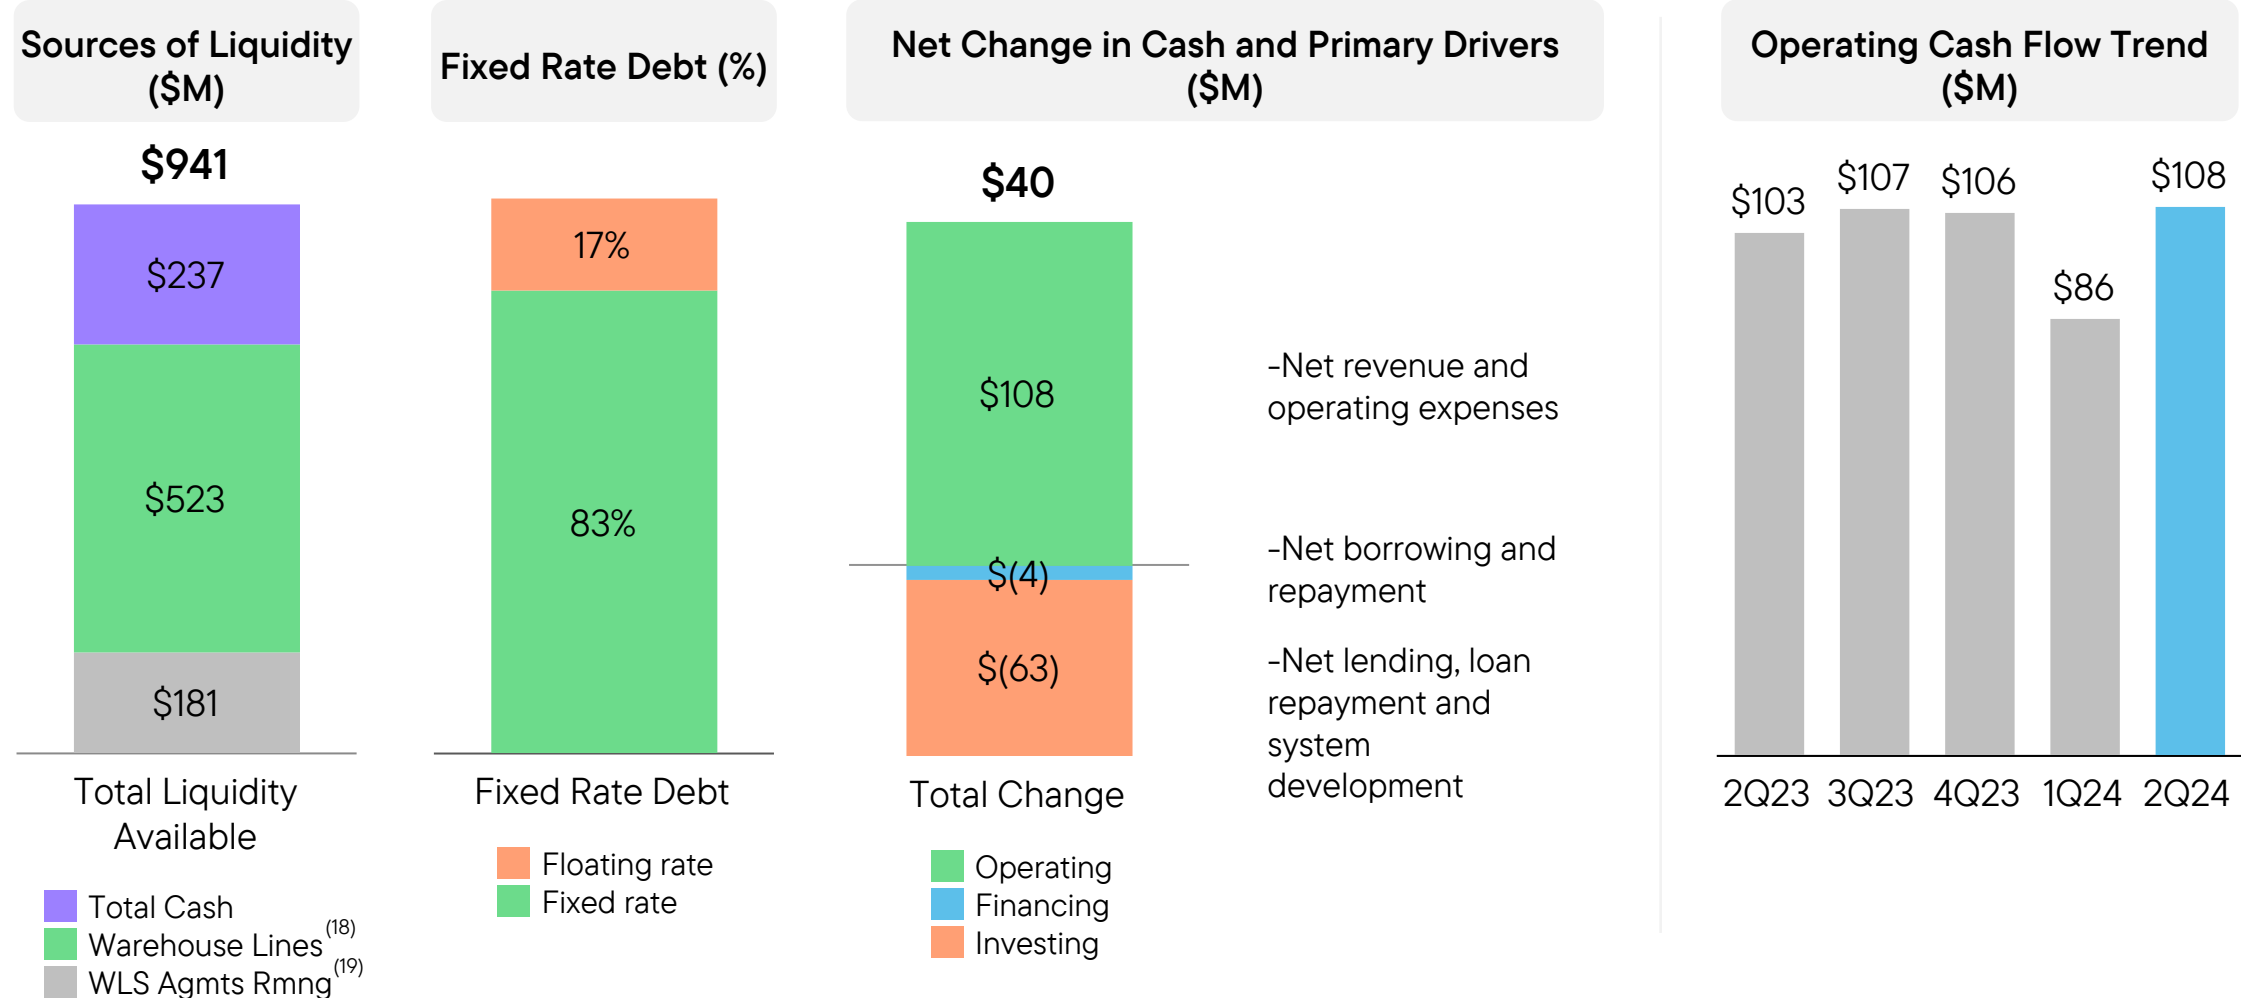 Sources of Liquidity
($M)
$941
$237
$523
$181
Total Liquidity
Available
Total Cash
Warehouse Lines(18)
WLS Agmts Rmng(19)
Fixed Rate Debt (%)
17%
83%
Fixed Rate Debt
Floating rate
Fixed rate
Net Change in Cash and Primary Drivers
($M)
$40
$108
$(4)
$(63)
Total Change
Operating
Financing
Investing
-Net revenue and
operating expenses
-Net borrowing and
repayment
-Net lending, loan
repayment and
system
development
Operating Cash Flow Trend
($M)
$103
$107
$106
$86
$108
2Q23 3Q23 4Q23 1Q24 2Q24